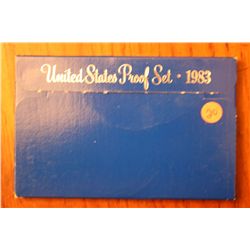 United States Proof Set · 1983